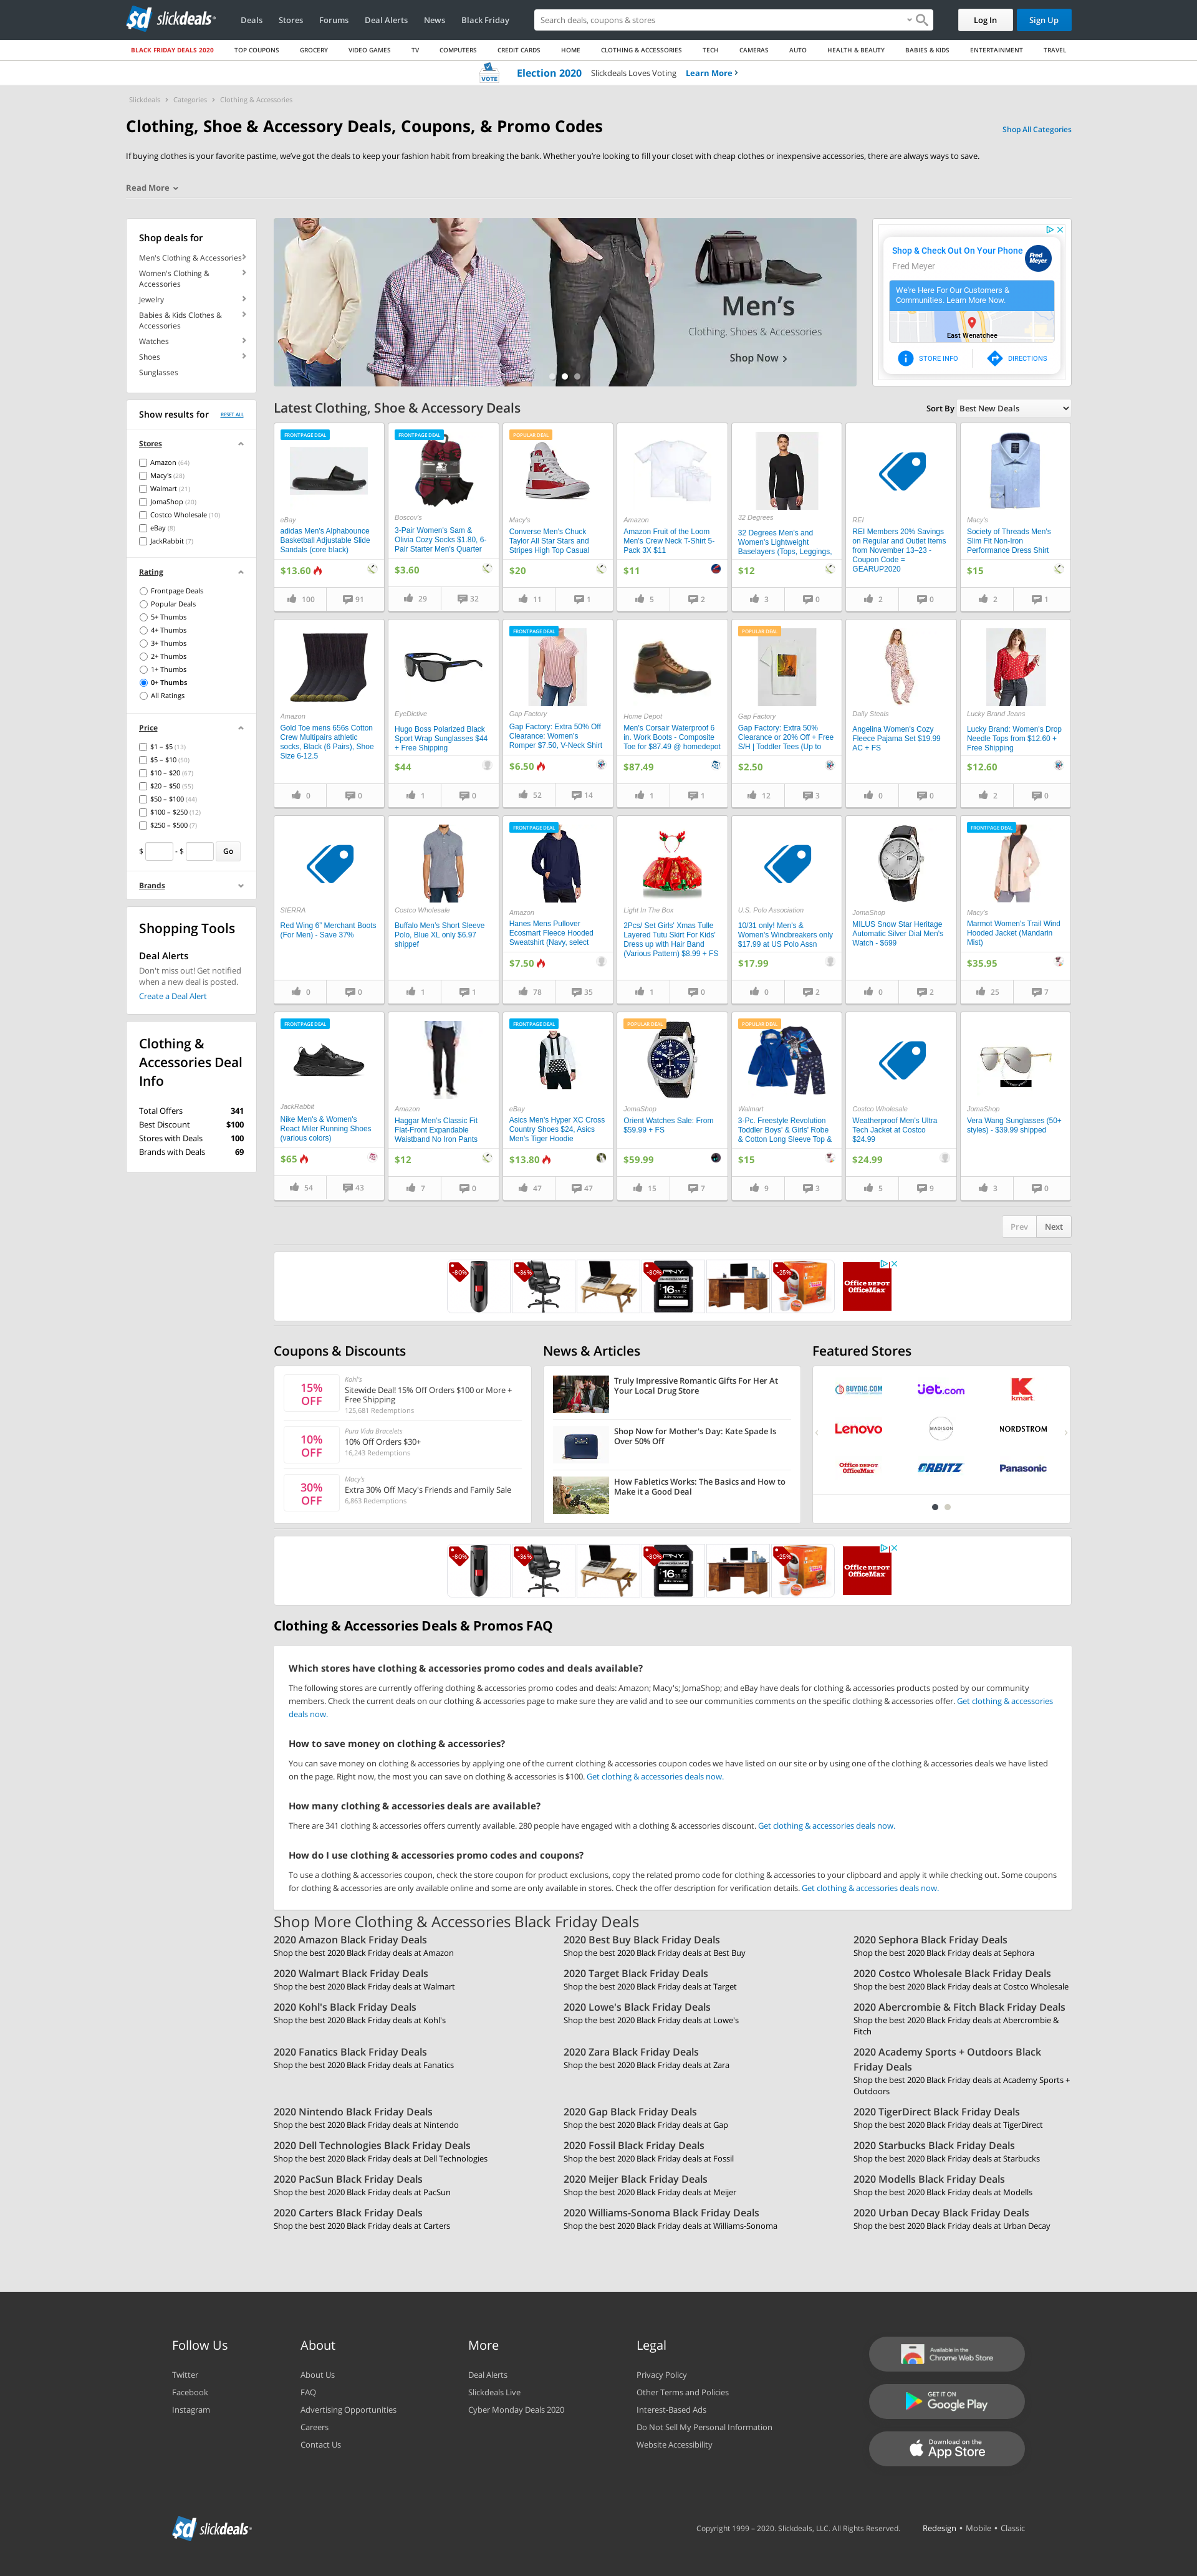 sd slickdeals
Deals
Stores
Forums
Deal Alerts
News
Black Friday
Search deals, coupons & stores
Log In
Sign Up
BLACK FRIDAY DEALS 2020
TOP COUPONS
GROCERY
VIDEO GAMES
TV
COMPUTERS
CREDIT CARDS
HOME
CLOTHING & ACCESSORIES
TECH
CAMERAS
AUTO
HEALTH & BEAUTY
BABIES & KIDS
ENTERTAINMENT
TRAVEL
VOTE
Election 2020
Slickdeals Loves Voting
Learn More
Slickdeals
Categories
Clothing & Accessories
Clothing, Shoe & Accessory Deals, Coupons, & Promo Codes
Shop All Categories
If buying clothes is your favorite pastime, we've got the deals to keep your fashion habit from breaking the bank. Whether you're looking to fill your closet with cheap clothes or inexpensive accessories, there are always ways to save.
Read More
Shop deals for
Men's Clothing & Accessories
Women's Clothing &
Accessories
Jewelry
Babies & Kids Clothes &
Accessories
Watches
Shoes
Sunglasses
Men's
Clothing, Shoes & Accessories
Shop Now
Shop & Check Out On Your Phone
Fred Meyer
Fred Meyer
We're Here For Our Customers &
Communities. Learn More Now.
East Wenatchee
STORE INFO
DIRECTIONS
Show results for
RESET ALL
Stores
Amazon (64)
Macy's (28)
Walmart (21)
JomaShop (20)
Costco Wholesale (10)
eBay (8)
JackRabbit (7)
Rating
Frontpage Deals
Popular Deals
5+ Thumbs
4+ Thumbs
3+ Thumbs
2+ Thumbs
1+ Thumbs
0+ Thumbs
All Ratings
Price
$1 – $5 (13)
$5 – $10 (50)
$10 – $20 (67)
$20 – $50 (55)
$50 – $100 (44)
$100 – $250 (12)
$250 – $500 (7)
$ - $ Go
Brands
Shopping Tools
Deal Alerts
Don't miss out! Get notified
when a new deal is posted.
Create a Deal Alert
Clothing &
Accessories Deal
Info
Total Offers 341
Best Discount $100
Stores with Deals 100
Brands with Deals 69
Latest Clothing, Shoe & Accessory Deals
Sort By Best New Deals
FRONTPAGE DEAL
eBay
adidas Men's Alphabounce
Basketball Adjustable Slide
Sandals (core black)
$13.60
100 91
FRONTPAGE DEAL
Boscov's
3-Pair Women's Sam &
Olivia Cozy Socks $1.80, 6-
Pair Starter Men's Quarter
$3.60
29 32
POPULAR DEAL
Macy's
Converse Men's Chuck
Taylor All Star Stars and
Stripes High Top Casual
$20
11 1
Amazon
Amazon Fruit of the Loom
Men's Crew Neck T-Shirt 5-
Pack 3X $11
$11
5 2
32 Degrees
32 Degrees Men's and
Women's Lightweight
Baselayers (Tops, Leggings,
$12
3 0
REI
REI Members 20% Savings
on Regular and Outlet Items
from November 13–23 -
Coupon Code =
GEARUP2020
2 0
Macy's
Society of Threads Men's
Slim Fit Non-Iron
Performance Dress Shirt
$15
2 1
Amazon
Gold Toe mens 656s Cotton
Crew Multipairs athletic
socks, Black (6 Pairs), Shoe
Size 6-12.5
0 0
EyeDictive
Hugo Boss Polarized Black
Sport Wrap Sunglasses $44
+ Free Shipping
$44
1 0
FRONTPAGE DEAL
Gap Factory
Gap Factory: Extra 50% Off
Clearance: Women's
Romper $7.50, V-Neck Shirt
$6.50
52 14
Home Depot
Men's Corsair Waterproof 6
in. Work Boots - Composite
Toe for $87.49 @ homedepot
$87.49
1 1
POPULAR DEAL
Gap Factory
Gap Factory: Extra 50%
Clearance or 20% Off + Free
S/H | Toddler Tees (Up to
$2.50
12 3
Daily Steals
Angelina Women's Cozy
Fleece Pajama Set $19.99
AC + FS
0 0
Lucky Brand Jeans
Lucky Brand: Women's Drop
Needle Tops from $12.60 +
Free Shipping
$12.60
2 0
SIERRA
Red Wing 6" Merchant Boots
(For Men) - Save 37%
0 0
Costco Wholesale
Buffalo Men's Short Sleeve
Polo, Blue XL only $6.97
shippef
1 1
FRONTPAGE DEAL
Amazon
Hanes Mens Pullover
Ecosmart Fleece Hooded
Sweatshirt (Navy, select
$7.50
78 35
Light In The Box
2Pcs/ Set Girls' Xmas Tulle
Layered Tutu Skirt For Kids'
Dress up with Hair Band
(Various Pattern) $8.99 + FS
1 0
U.S. Polo Association
10/31 only! Men's &
Women's Windbreakers only
$17.99 at US Polo Assn
$17.99
0 2
JomaShop
MILUS Snow Star Heritage
Automatic Silver Dial Men's
Watch - $699
0 2
FRONTPAGE DEAL
Macy's
Marmot Women's Trail Wind
Hooded Jacket (Mandarin
Mist)
$35.95
25 7
FRONTPAGE DEAL
JackRabbit
Nike Men's & Women's
React Miler Running Shoes
(various colors)
$65
54 43
Amazon
Haggar Men's Classic Fit
Flat-Front Expandable
Waistband No Iron Pants
$12
7 0
FRONTPAGE DEAL
eBay
Asics Men's Hyper XC Cross
Country Shoes $24, Asics
Men's Tiger Hoodie
$13.80
47 47
POPULAR DEAL
JomaShop
Orient Watches Sale: From
$59.99 + FS
$59.99
15 7
POPULAR DEAL
Walmart
3-Pc. Freestyle Revolution
Toddler Boys' & Girls' Robe
& Cotton Long Sleeve Top &
$15
9 3
Costco Wholesale
Weatherproof Men's Ultra
Tech Jacket at Costco
$24.99
$24.99
5 9
JomaShop
Vera Wang Sunglasses (50+
styles) - $39.99 shipped
3 0
Prev Next
-80%
-36%
-80%
PNY
16
-25%
Office DEPOT
OfficeMax
Coupons & Discounts
15%
OFF
Kohl's
Sitewide Deal! 15% Off Orders $100 or More +
Free Shipping
125,681 Redemptions
10%
OFF
Pura Vida Bracelets
10% Off Orders $30+
16,243 Redemptions
30%
OFF
Macy's
Extra 30% Off Macy's Friends and Family Sale
6,863 Redemptions
News & Articles
Truly Impressive Romantic Gifts For Her At
Your Local Drug Store
Shop Now for Mother's Day: Kate Spade Is
Over 50% Off
How Fabletics Works: The Basics and How to
Make it a Good Deal
Featured Stores
BUYDIG.COM
Jet.com
kmart
Lenovo
MADISON
NORDSTROM
Office DEPOT
OfficeMax
ORBITZ
Panasonic
-80%
-36%
-80%
PNY
16
-25%
Office DEPOT
OfficeMax
Clothing & Accessories Deals & Promos FAQ
Which stores have clothing & accessories promo codes and deals available?
The following stores are currently offering clothing & accessories promo codes and deals: Amazon; Macy's; JomaShop; and eBay have deals for clothing & accessories products posted by our community
members. Check the current deals on our clothing & accessories page to make sure they are valid and to see our communities comments on the specific clothing & accessories offer. Get clothing & accessories
deals now.
How to save money on clothing & accessories?
You can save money on clothing & accessories by applying one of the current clothing & accessories coupon codes we have listed on our site or by using one of the clothing & accessories deals we have listed
on the page. Right now, the most you can save on clothing & accessories is $100. Get clothing & accessories deals now.
How many clothing & accessories deals are available?
There are 341 clothing & accessories offers currently available. 280 people have engaged with a clothing & accessories discount. Get clothing & accessories deals now.
How do I use clothing & accessories promo codes and coupons?
To use a clothing & accessories coupon, check the store coupon for product exclusions, copy the related promo code for clothing & accessories to your clipboard and apply it while checking out. Some coupons
for clothing & accessories are only available online and some are only available in stores. Check the offer description for verification details. Get clothing & accessories deals now.
Shop More Clothing & Accessories Black Friday Deals
2020 Amazon Black Friday Deals
Shop the best 2020 Black Friday deals at Amazon
2020 Best Buy Black Friday Deals
Shop the best 2020 Black Friday deals at Best Buy
2020 Sephora Black Friday Deals
Shop the best 2020 Black Friday deals at Sephora
2020 Walmart Black Friday Deals
Shop the best 2020 Black Friday deals at Walmart
2020 Target Black Friday Deals
Shop the best 2020 Black Friday deals at Target
2020 Costco Wholesale Black Friday Deals
Shop the best 2020 Black Friday deals at Costco Wholesale
2020 Kohl's Black Friday Deals
Shop the best 2020 Black Friday deals at Kohl's
2020 Lowe's Black Friday Deals
Shop the best 2020 Black Friday deals at Lowe's
2020 Abercrombie & Fitch Black Friday Deals
Shop the best 2020 Black Friday deals at Abercrombie &
Fitch
2020 Fanatics Black Friday Deals
Shop the best 2020 Black Friday deals at Fanatics
2020 Zara Black Friday Deals
Shop the best 2020 Black Friday deals at Zara
2020 Academy Sports + Outdoors Black
Friday Deals
Shop the best 2020 Black Friday deals at Academy Sports +
Outdoors
2020 Nintendo Black Friday Deals
Shop the best 2020 Black Friday deals at Nintendo
2020 Gap Black Friday Deals
Shop the best 2020 Black Friday deals at Gap
2020 TigerDirect Black Friday Deals
Shop the best 2020 Black Friday deals at TigerDirect
2020 Dell Technologies Black Friday Deals
Shop the best 2020 Black Friday deals at Dell Technologies
2020 Fossil Black Friday Deals
Shop the best 2020 Black Friday deals at Fossil
2020 Starbucks Black Friday Deals
Shop the best 2020 Black Friday deals at Starbucks
2020 PacSun Black Friday Deals
Shop the best 2020 Black Friday deals at PacSun
2020 Meijer Black Friday Deals
Shop the best 2020 Black Friday deals at Meijer
2020 Modells Black Friday Deals
Shop the best 2020 Black Friday deals at Modells
2020 Carters Black Friday Deals
Shop the best 2020 Black Friday deals at Carters
2020 Williams-Sonoma Black Friday Deals
Shop the best 2020 Black Friday deals at Williams-Sonoma
2020 Urban Decay Black Friday Deals
Shop the best 2020 Black Friday deals at Urban Decay
Follow Us
Twitter
Facebook
Instagram
About
About Us
FAQ
Advertising Opportunities
Careers
Contact Us
More
Deal Alerts
Slickdeals Live
Cyber Monday Deals 2020
Legal
Privacy Policy
Other Terms and Policies
Interest-Based Ads
Do Not Sell My Personal Information
Website Accessibility
Available in the
Chrome Web Store
GET IT ON
Google Play
Download on the
App Store
sd slickdeals
Copyright 1999 – 2020. Slickdeals, LLC. All Rights Reserved.
Redesign • Mobile • Classic